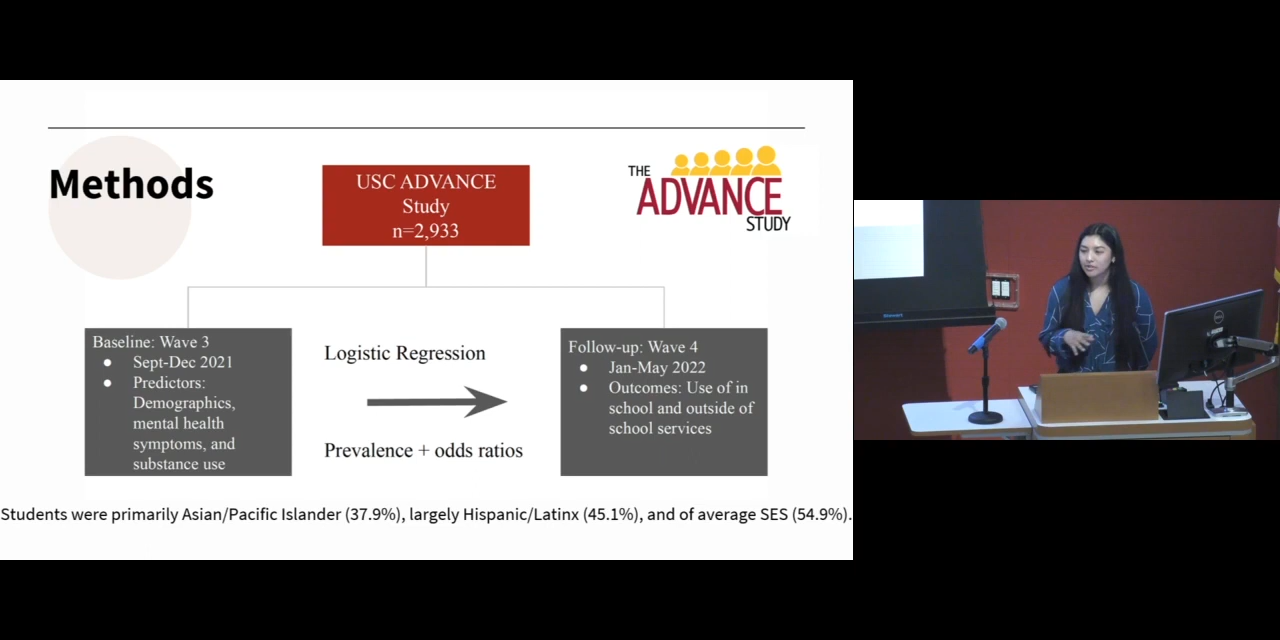 Methods
USC ADVANCE
Study
n=2,933
THE
ADVANCE
STUDY
Baseline: Wave 3
● Sept-Dec 2021
● Predictors:
Demographics,
mental health
symptoms, and
substance use
Logistic Regression
Prevalence + odds ratios
Follow-up: Wave 4
● Jan-May 2022
● Outcomes: Use of in
school and outside of
school services
Students were primarily Asian/Pacific Islander (37.9%), largely Hispanic/Latinx (45.1%), and of average SES (54.9%).
Stewart
DELL